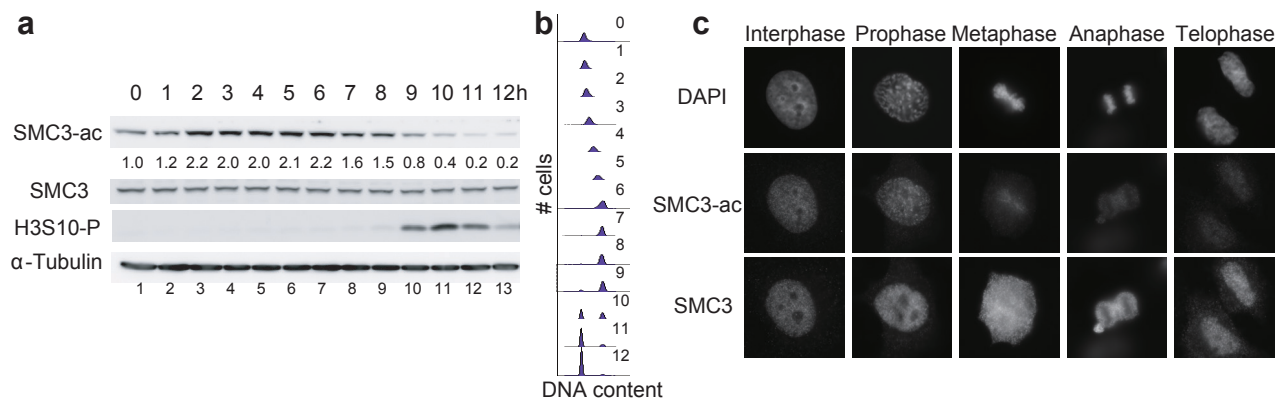 a
0 1 2 3 4 5 6 7 8 9 10 11 12h
SMC3-ac
1.0 1.2 2.2 2.0 2.0 2.1 2.2 1.6 1.5 0.8 0.4 0.2 0.2
SMC3
H3S10-P
α-Tubulin
1 2 3 4 5 6 7 8 9 10 11 12 13
b
# cells
0
1
2
3
4
5
6
7
8
9
10
11
12
DNA content
c
Interphase Prophase Metaphase Anaphase Telophase
DAPI
SMC3-ac
SMC3